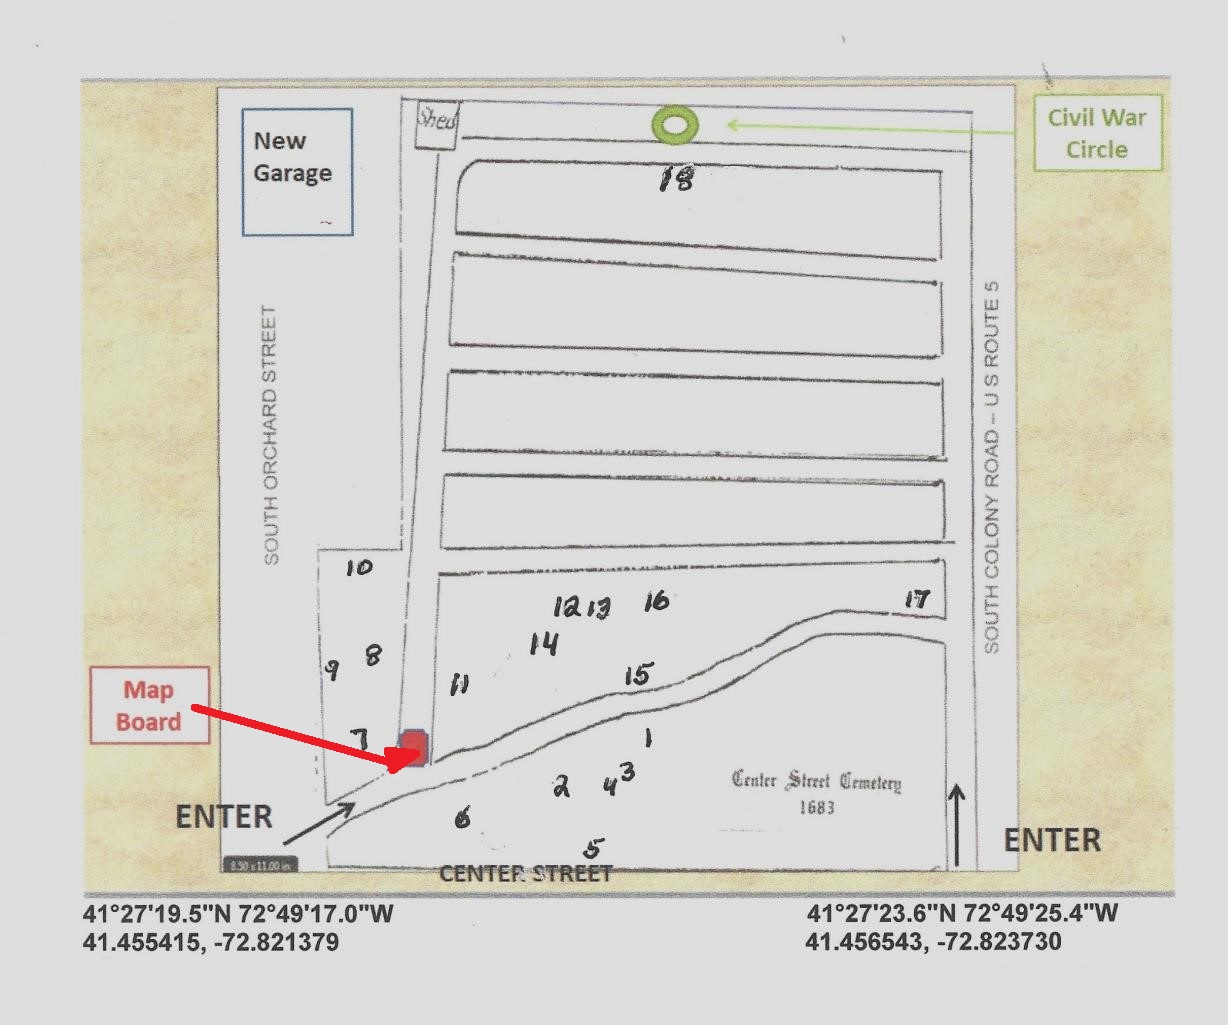 Shed
New
Garage
Civil War
Circle
18
SOUTH ORCHARD STREET
SOUTH COLONY ROAD -- U S ROUTE 5
10
12 13 16
17
14
9 8
11
15
Map
Board
7
1
2 4 3
Center Street Cemetery
1683
ENTER
6
ENTER
5
8.50 x 11.00 in
CENTER STREET
41°27'19.5"N 72°49'17.0"W
41.455415, -72.821379
41°27'23.6"N 72°49'25.4"W
41.456543, -72.823730